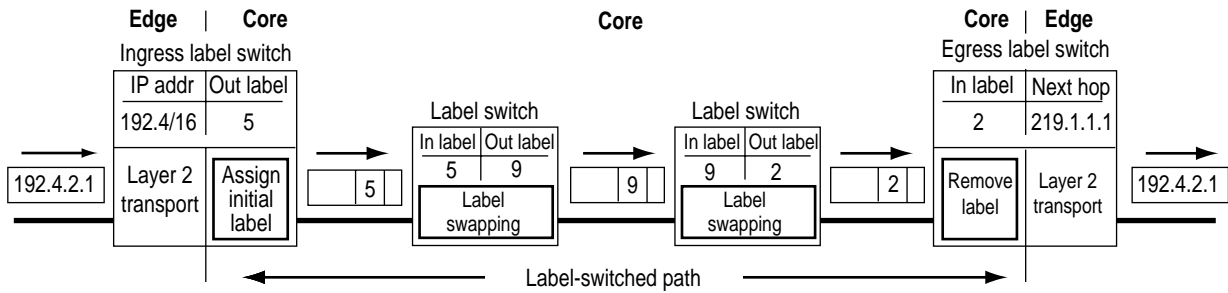 Edge | Core
Core
Core | Edge
Ingress label switch
Egress label switch
IP addr Out label
192.4/16 5
Label switch
In label Out label
5 9
Label switch
In label Out label
9 2
In label Next hop
2 219.1.1.1
192.4.2.1
Layer 2
transport
Assign
initial
label
5
Label
swapping
9
Label
swapping
2
Remove
label
Layer 2
transport
192.4.2.1
Label-switched path